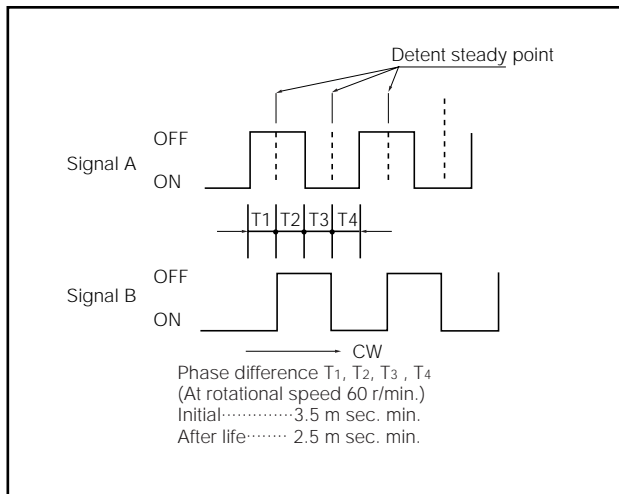 Detent steady point
OFF
Signal A
ON
T1 T2 T3 T4
OFF
Signal B
ON
CW
Phase difference T1, T2, T3 , T4
(At rotational speed 60 r/min.)
Initial··············3.5 m sec. min.
After life········ 2.5 m sec. min.